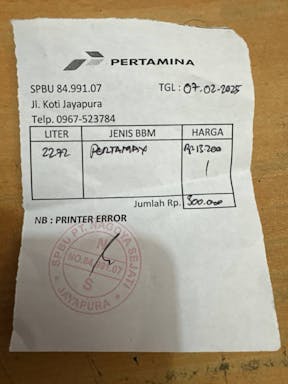 PERTAMINA
SPBU 84.991.07 TGL : 07-02-2025
Jl. Koti Jayapura
Telp. 0967-523784
LITER JENIS BBM HARGA
2272 PERTAMAX Rp 13.200
Jumlah Rp. 300.000
NB : PRINTER ERROR
SPBU PT. NAGOYA SEJATI
N
NO.84.991.07
S
JAYAPURA